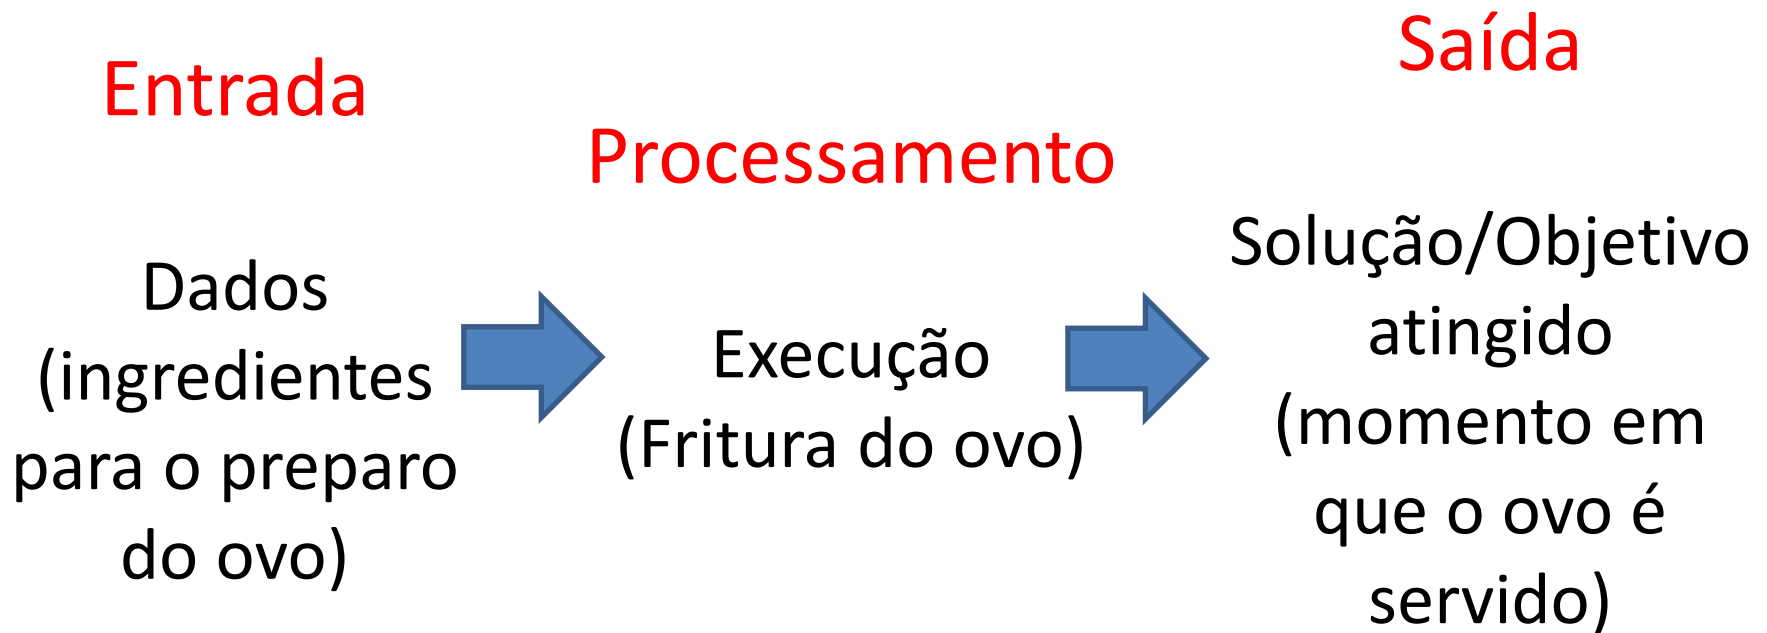 Entrada
Dados
(ingredientes
para o preparo
do ovo)
Processamento
Execução
(Fritura do ovo)
Saída
Solução/Objetivo
atingido
(momento em
que o ovo é
servido)